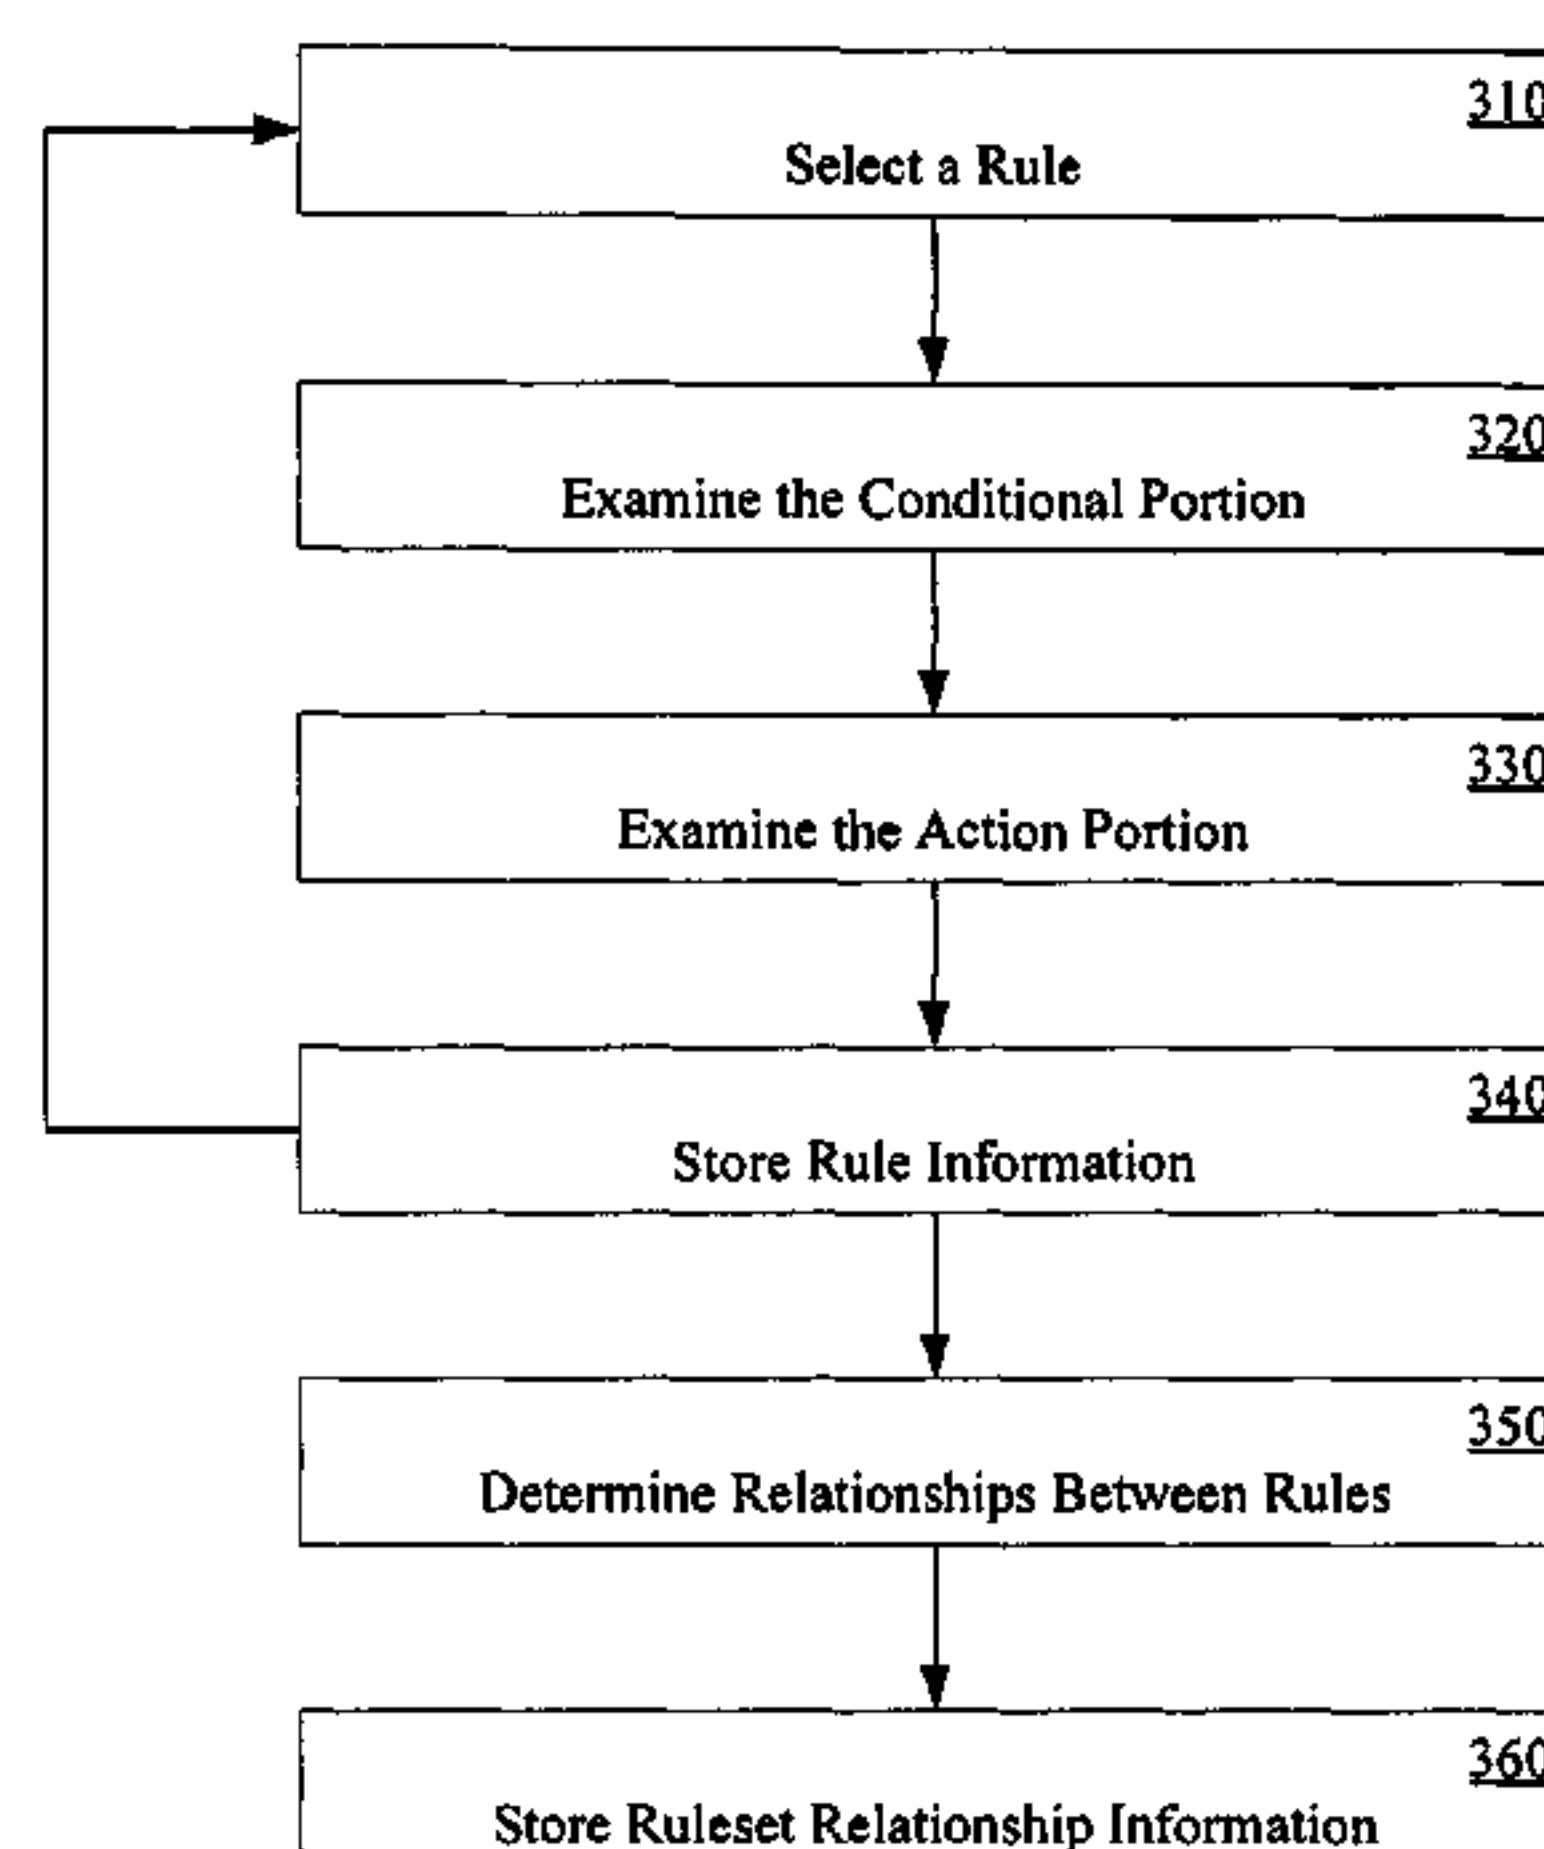 310
Select a Rule
320
Examine the Conditional Portion
330
Examine the Action Portion
340
Store Rule Information
350
Determine Relationships Between Rules
360
Store Ruleset Relationship Information